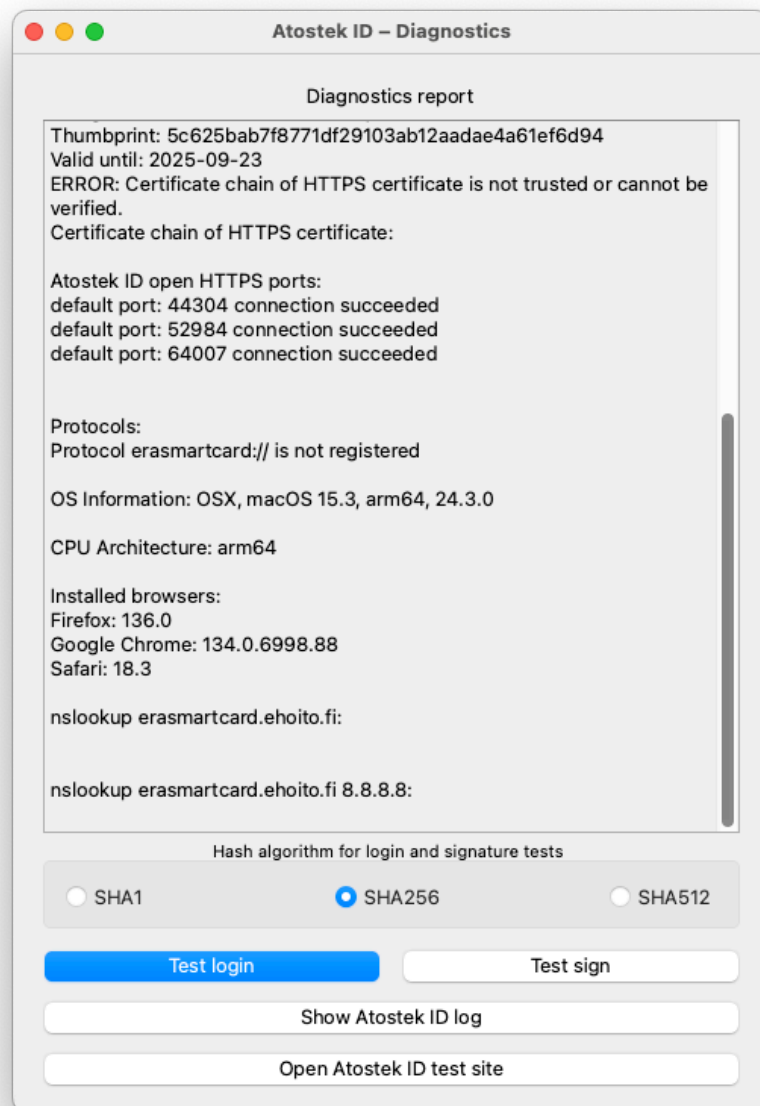 Atostek ID – Diagnostics
Diagnostics report
Thumbprint: 5c625bab7f8771df29103ab12aadae4a61ef6d94
Valid until: 2025-09-23
ERROR: Certificate chain of HTTPS certificate is not trusted or cannot be
verified.
Certificate chain of HTTPS certificate:
Atostek ID open HTTPS ports:
default port: 44304 connection succeeded
default port: 52984 connection succeeded
default port: 64007 connection succeeded
Protocols:
Protocol erasmartcard:// is not registered
OS Information: OSX, macOS 15.3, arm64, 24.3.0
CPU Architecture: arm64
Installed browsers:
Firefox: 136.0
Google Chrome: 134.0.6998.88
Safari: 18.3
nslookup erasmartcard.ehoito.fi:
nslookup erasmartcard.ehoito.fi 8.8.8.8:
Hash algorithm for login and signature tests
SHA1 SHA256 SHA512
Test login Test sign
Show Atostek ID log
Open Atostek ID test site